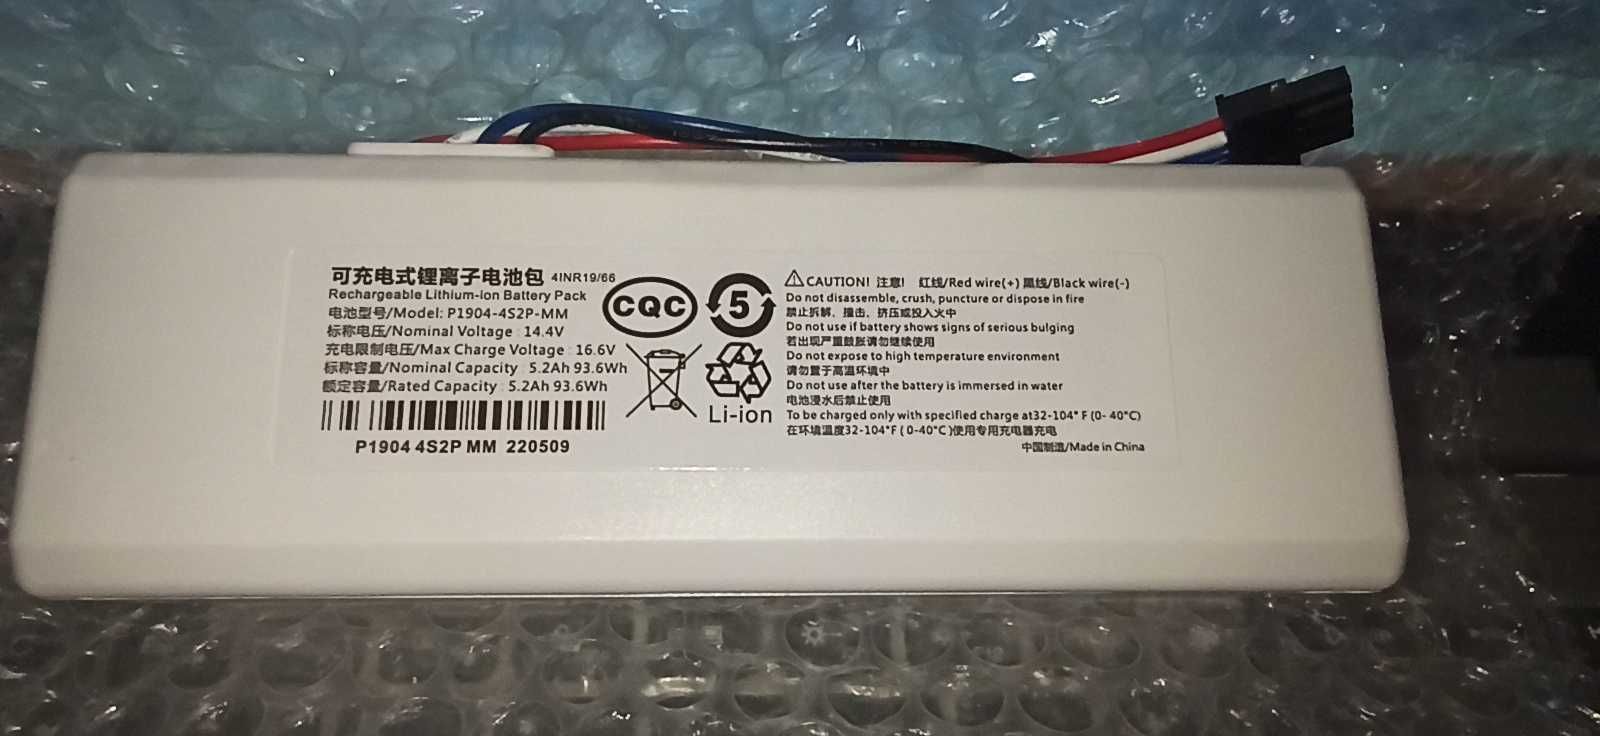 可充电式锂离子电池包 4INR19/66
Rechargeable Lithium-ion Battery Pack
电池型号/Model: P1904-4S2P-MM
标称电压/Nominal Voltage : 14.4V
充电限制电压/Max Charge Voltage : 16.6V
标称容量/Nominal Capacity : 5.2Ah 93.6Wh
额定容量/Rated Capacity : 5.2Ah 93.6Wh
P1904 4S2P MM 220509
CQC
5
Li-ion
CAUTION! 注意! 红线/Red wire(+) 黑线/Black wire(-)
Do not disassemble, crush, puncture or dispose in fire
禁止拆解、撞击、挤压或投入火中
Do not use if battery shows signs of serious bulging
若出现严重鼓胀请勿继续使用
Do not expose to high temperature environment
请勿置于高温环境中
Do not use after the battery is immersed in water
电池浸水后禁止使用
To be charged only with specified charge at32-104°F (0- 40°C)
在环境温度32-104°F ( 0-40°C )使用专用充电器充电
中国制造/Made in China